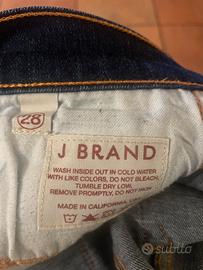 28
J BRAND
WASH INSIDE OUT IN COLD WATER
WITH LIKE COLORS, DO NOT BLEACH,
TUMBLE DRY LOW,
REMOVE PROMPTLY, DO NOT IRON
MADE IN CALIFORNIA,
subito